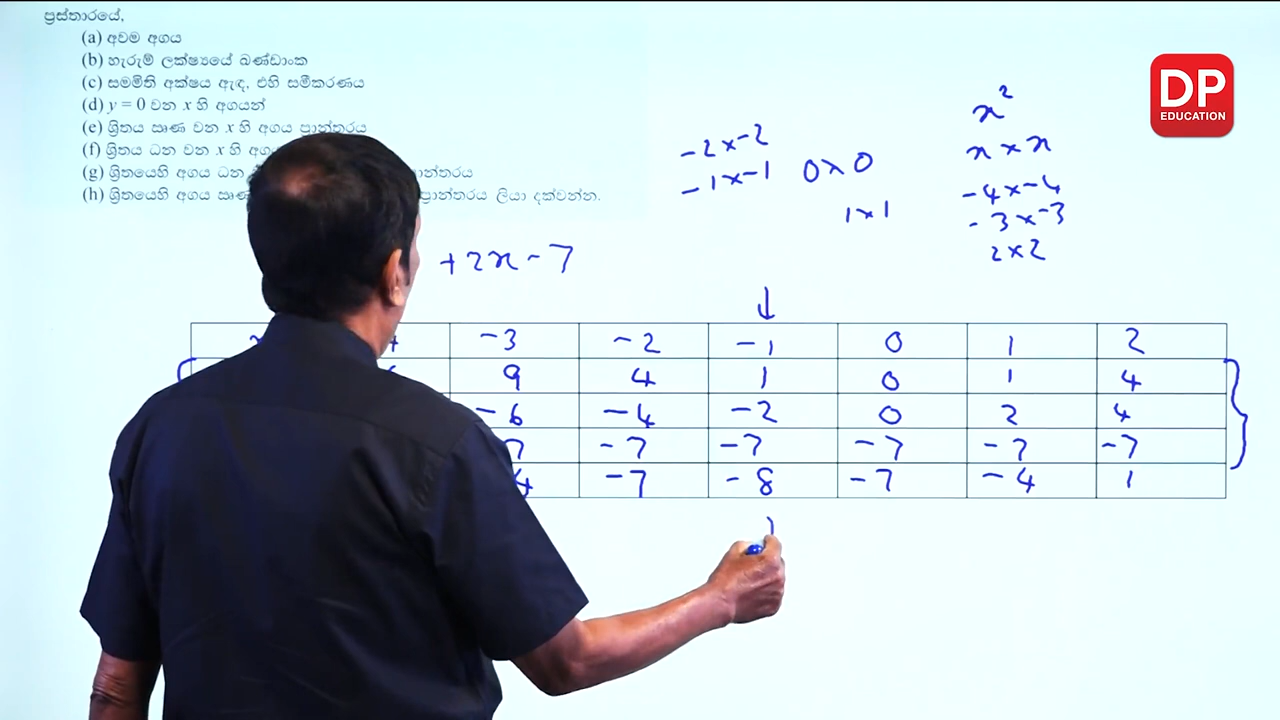 ප්‍රස්තාරයේ,
(a) අවම අගය
(b) හැරුම් ලක්ෂ්‍යයේ ඛණ්ඩාංක
(c) සමමිති අක්ෂය ඇඳ, එහි සමීකරණය
(d) y = 0 වන x හි අගයන්
(e) ශ්‍රිතය ඍණ වන x හි අගය ප්‍රාන්තරය
(f) ශ්‍රිතය ධන වන x හි
(g) ශ්‍රිතයෙහි අගය ධන
(h) ශ්‍රිතයෙහි අගය ප්‍රාන්තරය ලියා දක්වන්න.
DP
EDUCATION
x²
x × x
-4 × -4
-3 × -3
2 × 2
-2 × -2
-1 × -1
0 × 0
1 × 1
+2x - 7
-3 -2 -1 0 1 2
9 4 1 0 1 4
-6 -4 -2 0 2 4
7 -7 -7 -7 -7 -7
4 -7 -8 -7 -4 1